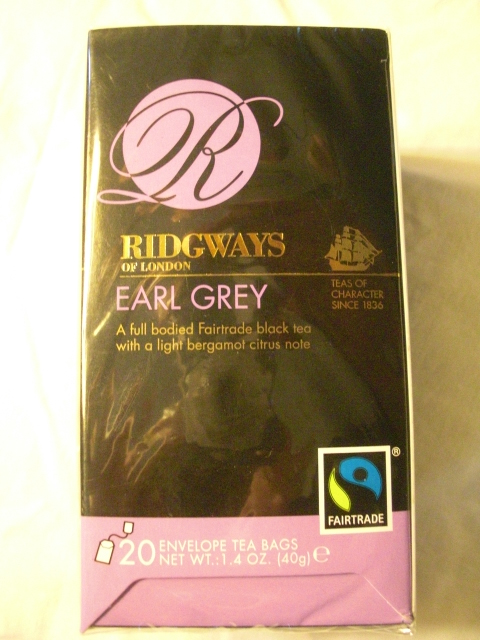 R
RIDGWAYS
OF LONDON
TEAS OF
CHARACTER
SINCE 1836
EARL GREY
A full bodied Fairtrade black tea
with a light bergamot citrus note
®
FAIRTRADE
20 ENVELOPE TEA BAGS
NET WT.: 1.4 OZ. (40g) ℮